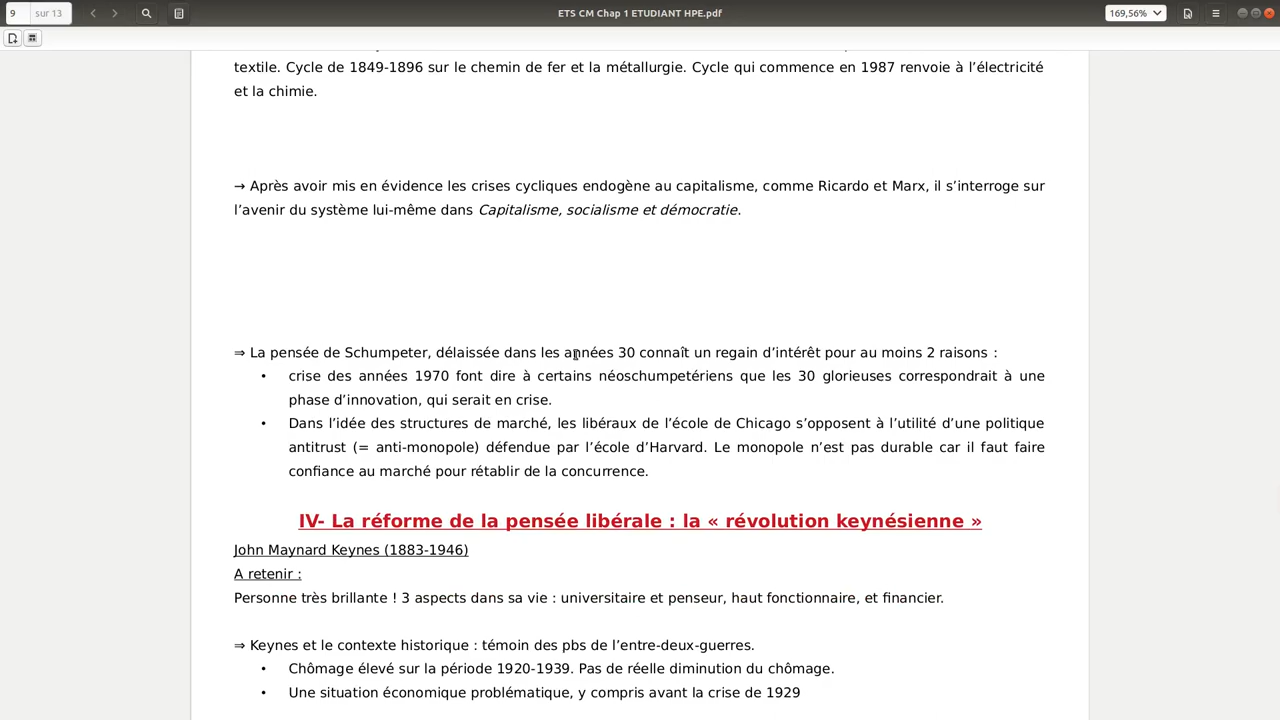 9 sur 13
ETS CM Chap 1 ETUDIANT HPE.pdf
169,56%
textile. Cycle de 1849-1896 sur le chemin de fer et la métallurgie. Cycle qui commence en 1987 renvoie à l’électricité
et la chimie.
→ Après avoir mis en évidence les crises cycliques endogène au capitalisme, comme Ricardo et Marx, il s’interroge sur
l’avenir du système lui-même dans Capitalisme, socialisme et démocratie.
⇒ La pensée de Schumpeter, délaissée dans les années 30 connaît un regain d’intérêt pour au moins 2 raisons :
• crise des années 1970 font dire à certains néoschumpetériens que les 30 glorieuses correspondrait à une
phase d’innovation, qui serait en crise.
• Dans l’idée des structures de marché, les libéraux de l’école de Chicago s’opposent à l’utilité d’une politique
antitrust (= anti-monopole) défendue par l’école d’Harvard. Le monopole n’est pas durable car il faut faire
confiance au marché pour rétablir de la concurrence.
IV- La réforme de la pensée libérale : la « révolution keynésienne »
John Maynard Keynes (1883-1946)
A retenir :
Personne très brillante ! 3 aspects dans sa vie : universitaire et penseur, haut fonctionnaire, et financier.
⇒ Keynes et le contexte historique : témoin des pbs de l’entre-deux-guerres.
• Chômage élevé sur la période 1920-1939. Pas de réelle diminution du chômage.
• Une situation économique problématique, y compris avant la crise de 1929